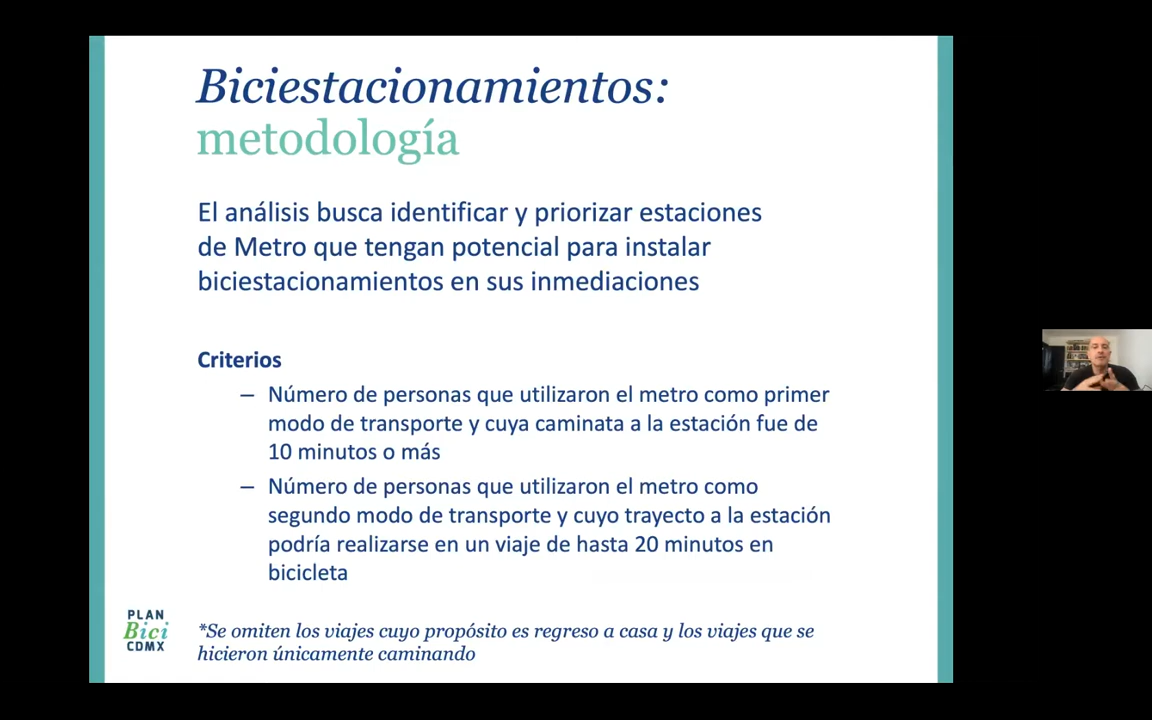 Biciestacionamientos:
metodología
El análisis busca identificar y priorizar estaciones
de Metro que tengan potencial para instalar
biciestacionamientos en sus inmediaciones
Criterios
– Número de personas que utilizaron el metro como primer
modo de transporte y cuya caminata a la estación fue de
10 minutos o más
– Número de personas que utilizaron el metro como
segundo modo de transporte y cuyo trayecto a la estación
podría realizarse en un viaje de hasta 20 minutos en
bicicleta
PLAN
Bici
CDMX
*Se omiten los viajes cuyo propósito es regreso a casa y los viajes que se
hicieron únicamente caminando